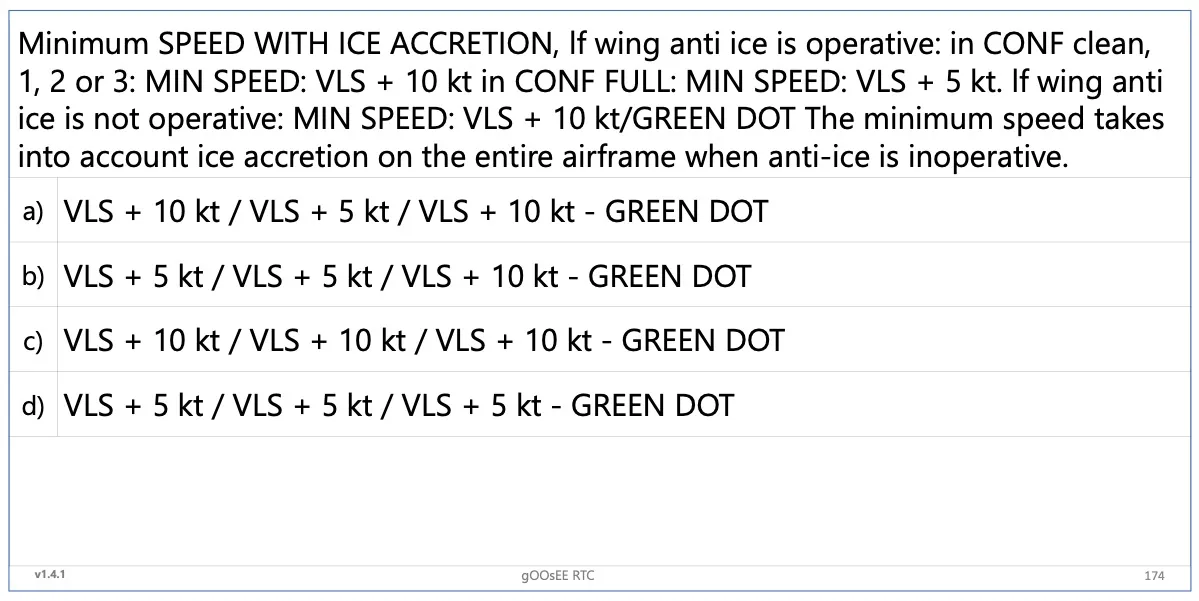 Minimum SPEED WITH ICE ACCRETION, lf wing anti ice is operative: in CONF clean,
1, 2 or 3: MIN SPEED: VLS + 10 kt in CONF FULL: MIN SPEED: VLS + 5 kt. lf wing anti
ice is not operative: MIN SPEED: VLS + 10 kt/GREEN DOT The minimum speed takes
into account ice accretion on the entire airframe when anti-ice is inoperative.
a) VLS + 10 kt / VLS + 5 kt / VLS + 10 kt - GREEN DOT
b) VLS + 5 kt / VLS + 5 kt / VLS + 10 kt - GREEN DOT
c) VLS + 10 kt / VLS + 10 kt / VLS + 10 kt - GREEN DOT
d) VLS + 5 kt / VLS + 5 kt / VLS + 5 kt - GREEN DOT
v1.4.1 gOOsEE RTC 174